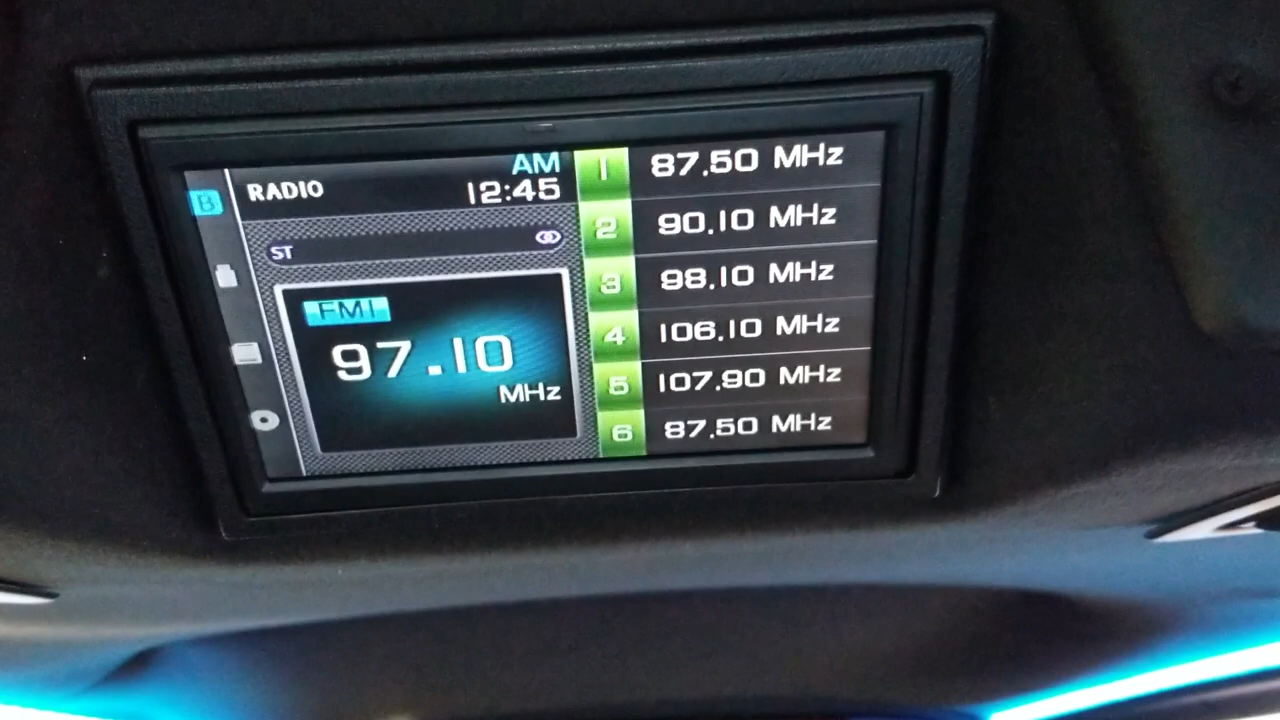 B
RADIO
AM
12:45
ST
FM1
97.10
MHz
1 87.50 MHz
2 90.10 MHz
3 98.10 MHz
4 106.10 MHz
5 107.90 MHz
6 87.50 MHz